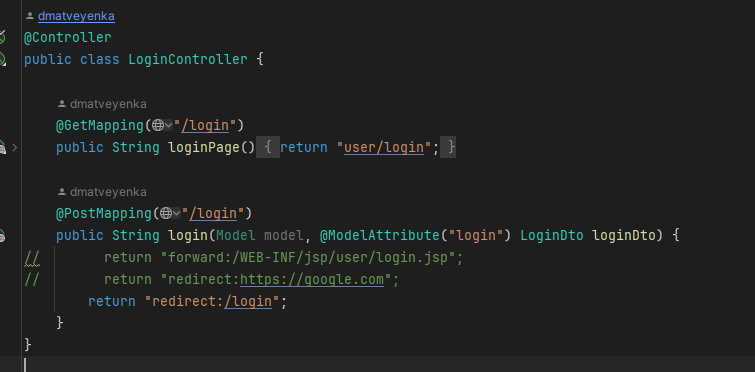 dmatveyenka
@Controller
public class LoginController {
dmatveyenka
@GetMapping("/login")
public String loginPage() { return "user/login"; }
dmatveyenka
@PostMapping("/login")
public String login(Model model, @ModelAttribute("login") LoginDto loginDto) {
//        return "forward:/WEB-INF/jsp/user/login.jsp";
//        return "redirect:https://google.com";
return "redirect:/login";
}
}